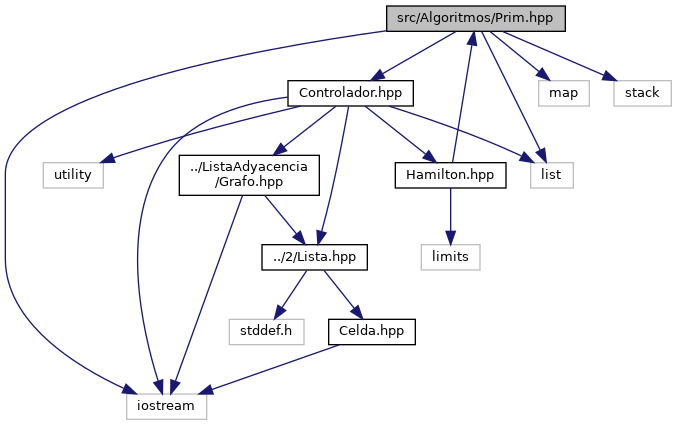 src/Algoritmos/Prim.hpp
Controlador.hpp
map
stack
utility
../ListaAdyacencia
/Grafo.hpp
Hamilton.hpp
list
../2/Lista.hpp
limits
stddef.h
Celda.hpp
iostream